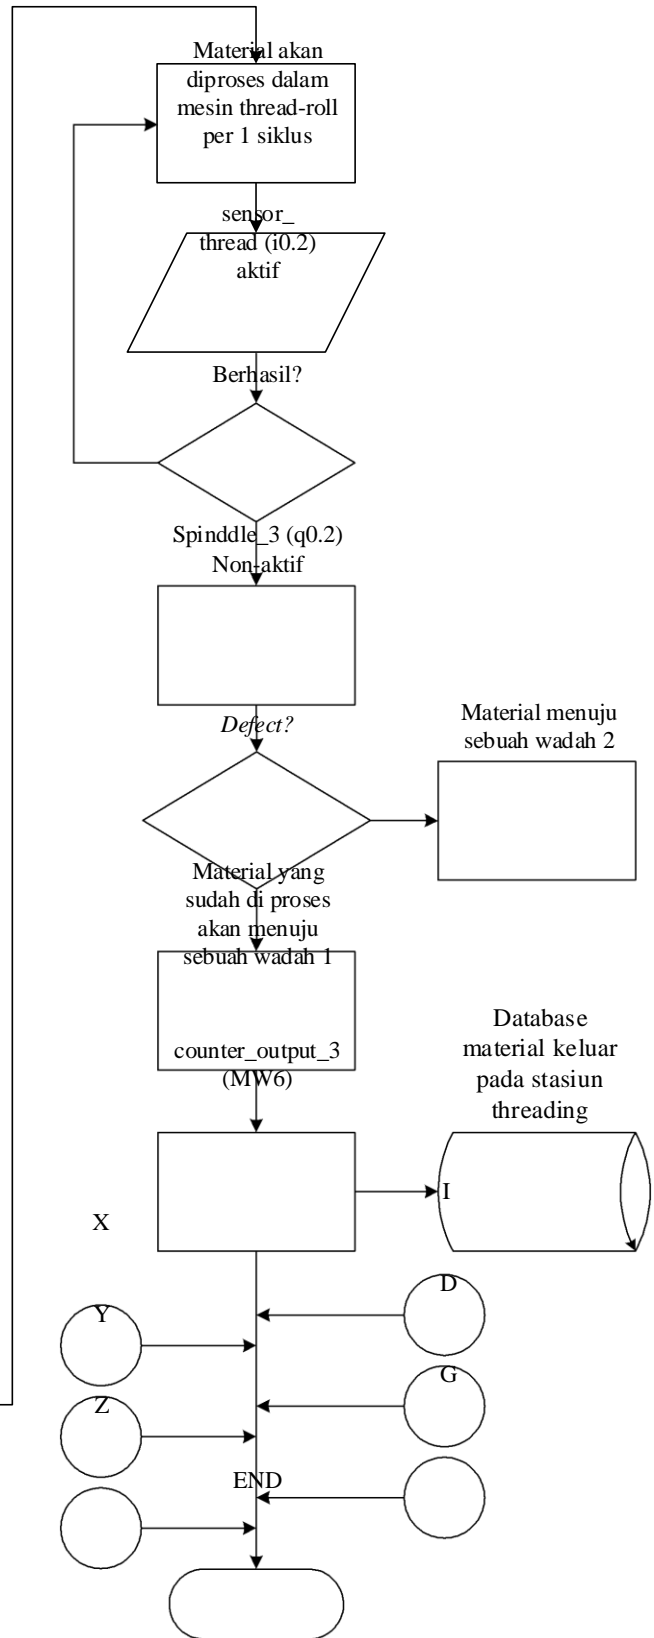 Material akan
diproses dalam
mesin thread-roll
per 1 siklus
sensor_
thread (i0.2)
aktif
Berhasil?
Spinddle_3 (q0.2)
Non-aktif
Defect?
Material menuju
sebuah wadah 2
Material yang
sudah di proses
akan menuju
sebuah wadah 1
counter_output_3
(MW6)
Database
material keluar
pada stasiun
threading
I
X
D
Y
G
Z
END